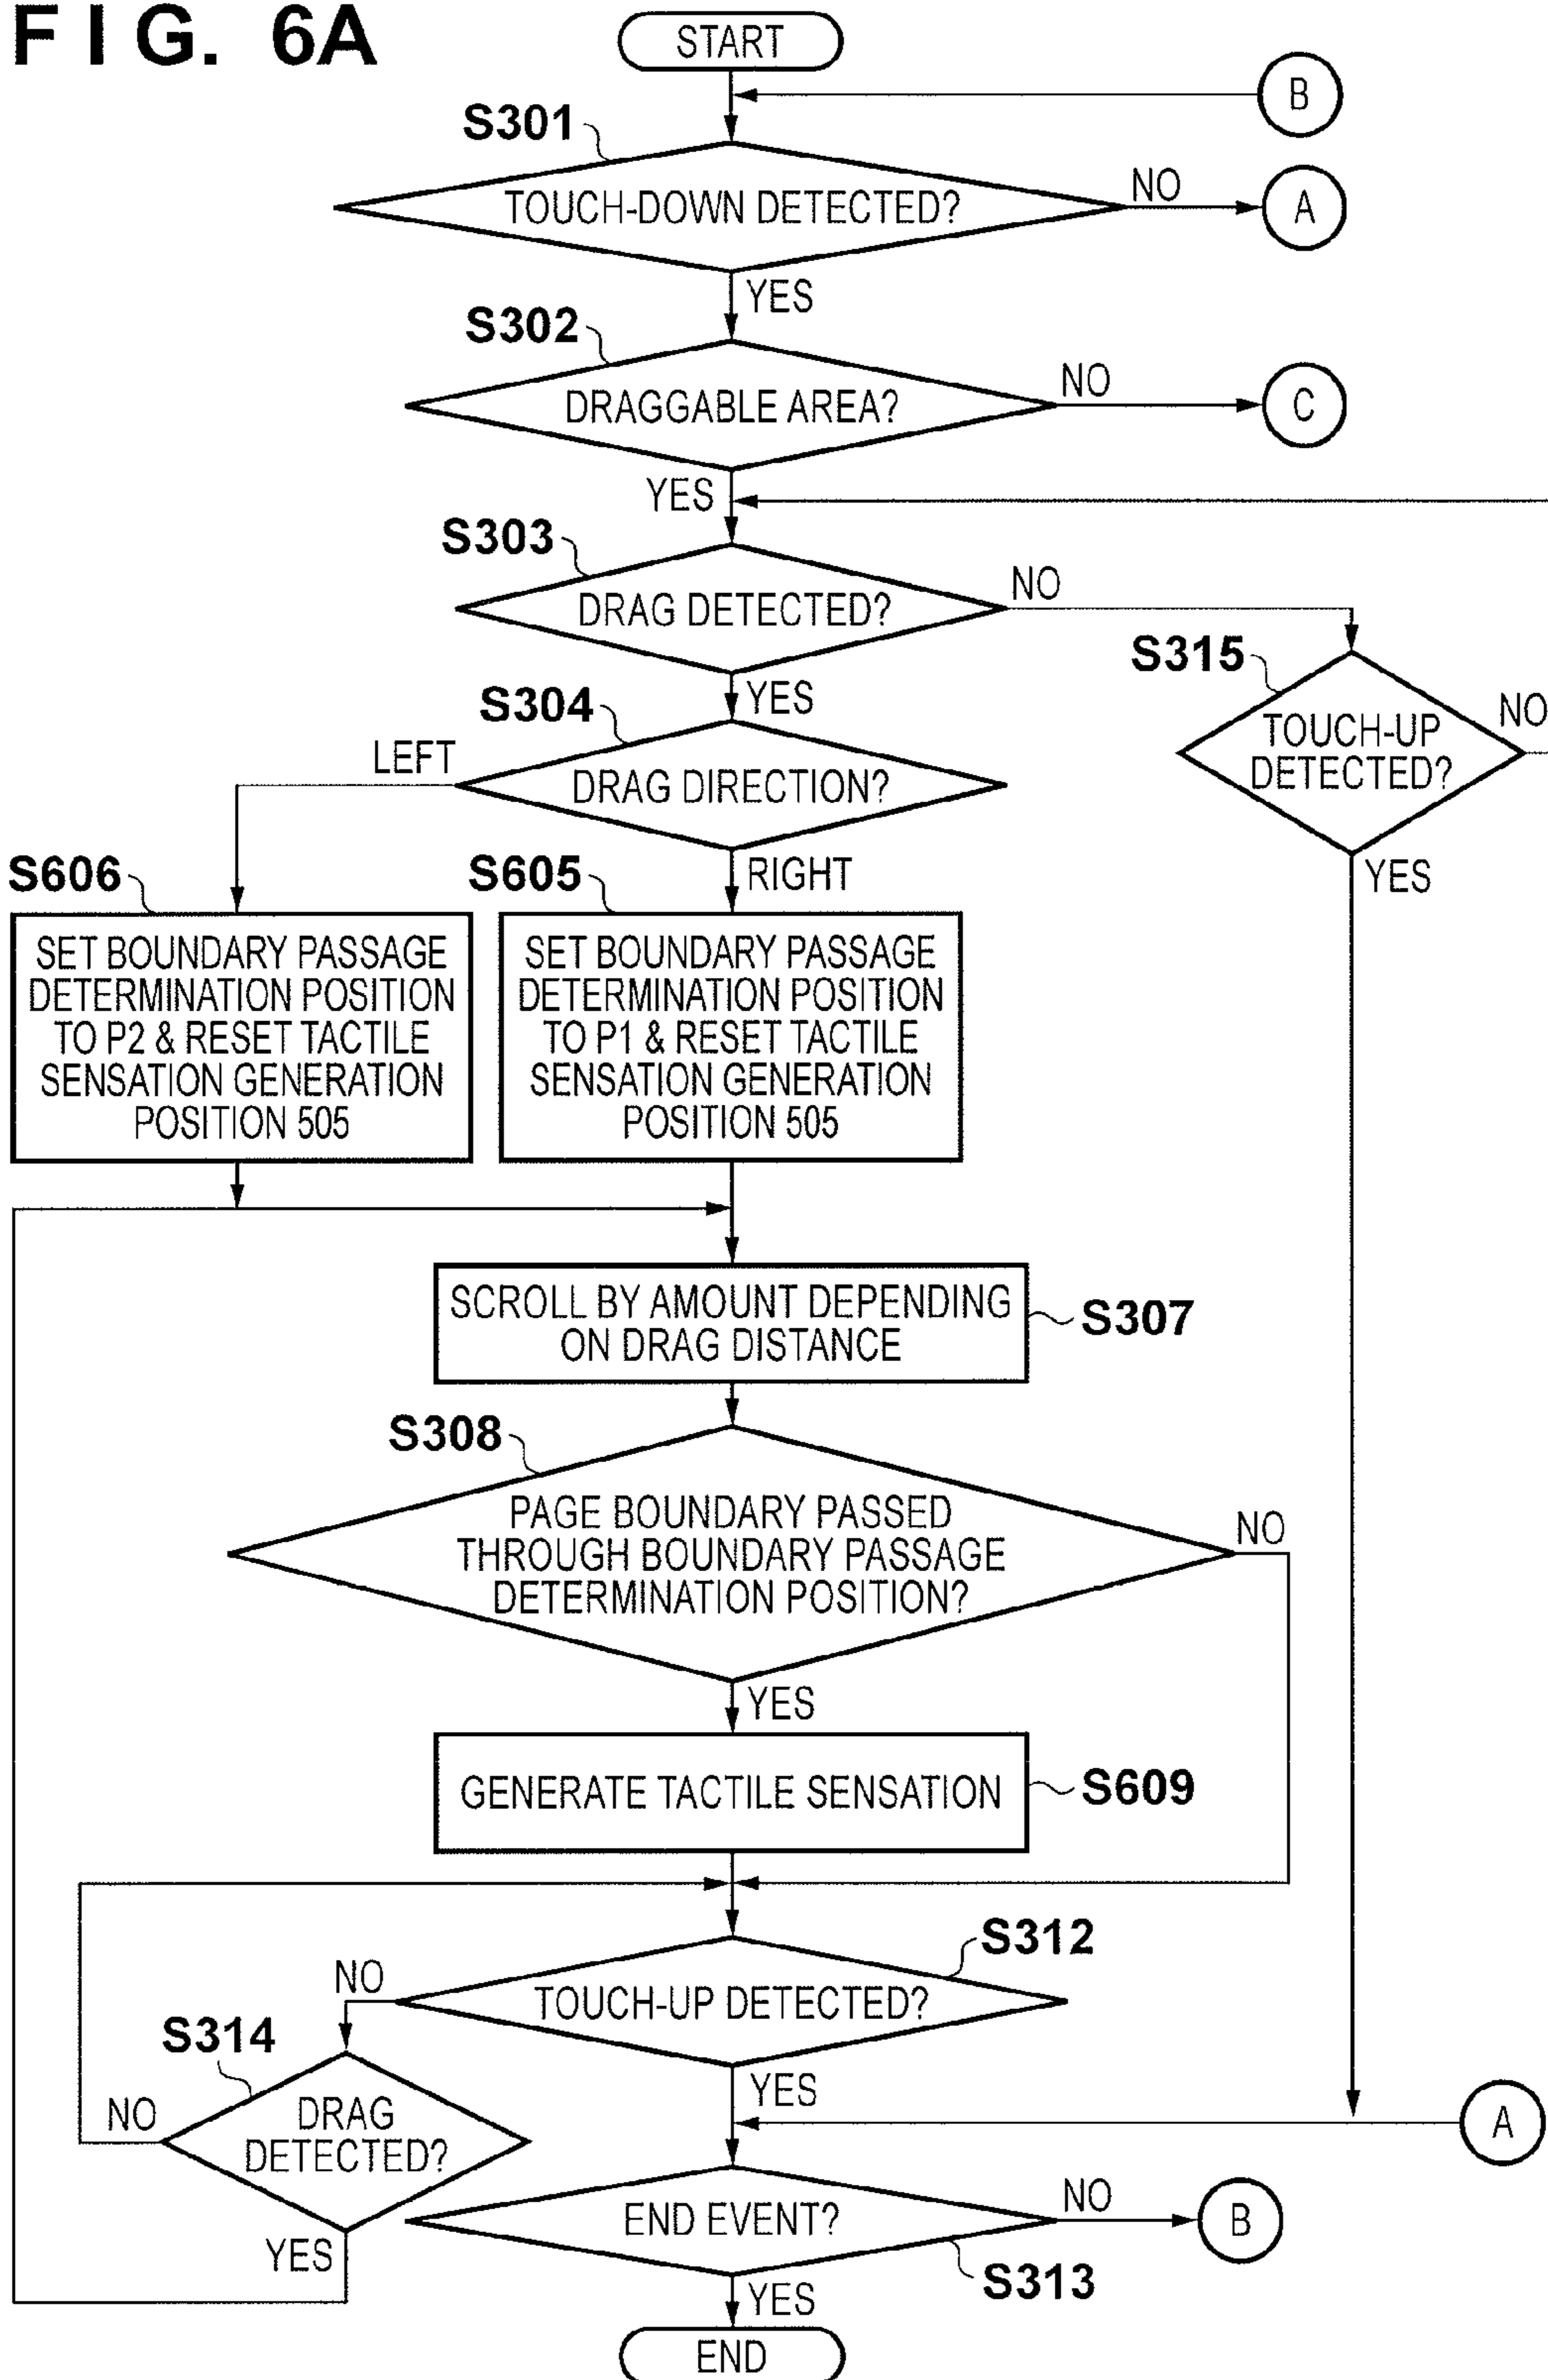 FIG. 6A
START
B
S301
TOUCH-DOWN DETECTED?
NO
A
YES
S302
DRAGGABLE AREA?
NO
C
YES
S303
DRAG DETECTED?
NO
S315
TOUCH-UP
DETECTED?
NO
YES
YES
S304
DRAG DIRECTION?
LEFT
RIGHT
S606
SET BOUNDARY PASSAGE
DETERMINATION POSITION
TO P2 & RESET TACTILE
SENSATION GENERATION
POSITION 505
S605
SET BOUNDARY PASSAGE
DETERMINATION POSITION
TO P1 & RESET TACTILE
SENSATION GENERATION
POSITION 505
SCROLL BY AMOUNT DEPENDING
ON DRAG DISTANCE
S307
S308
PAGE BOUNDARY PASSED
THROUGH BOUNDARY PASSAGE
DETERMINATION POSITION?
NO
YES
GENERATE TACTILE SENSATION
S609
S312
TOUCH-UP DETECTED?
NO
YES
S314
DRAG
DETECTED?
NO
YES
A
END EVENT?
NO
B
S313
YES
END